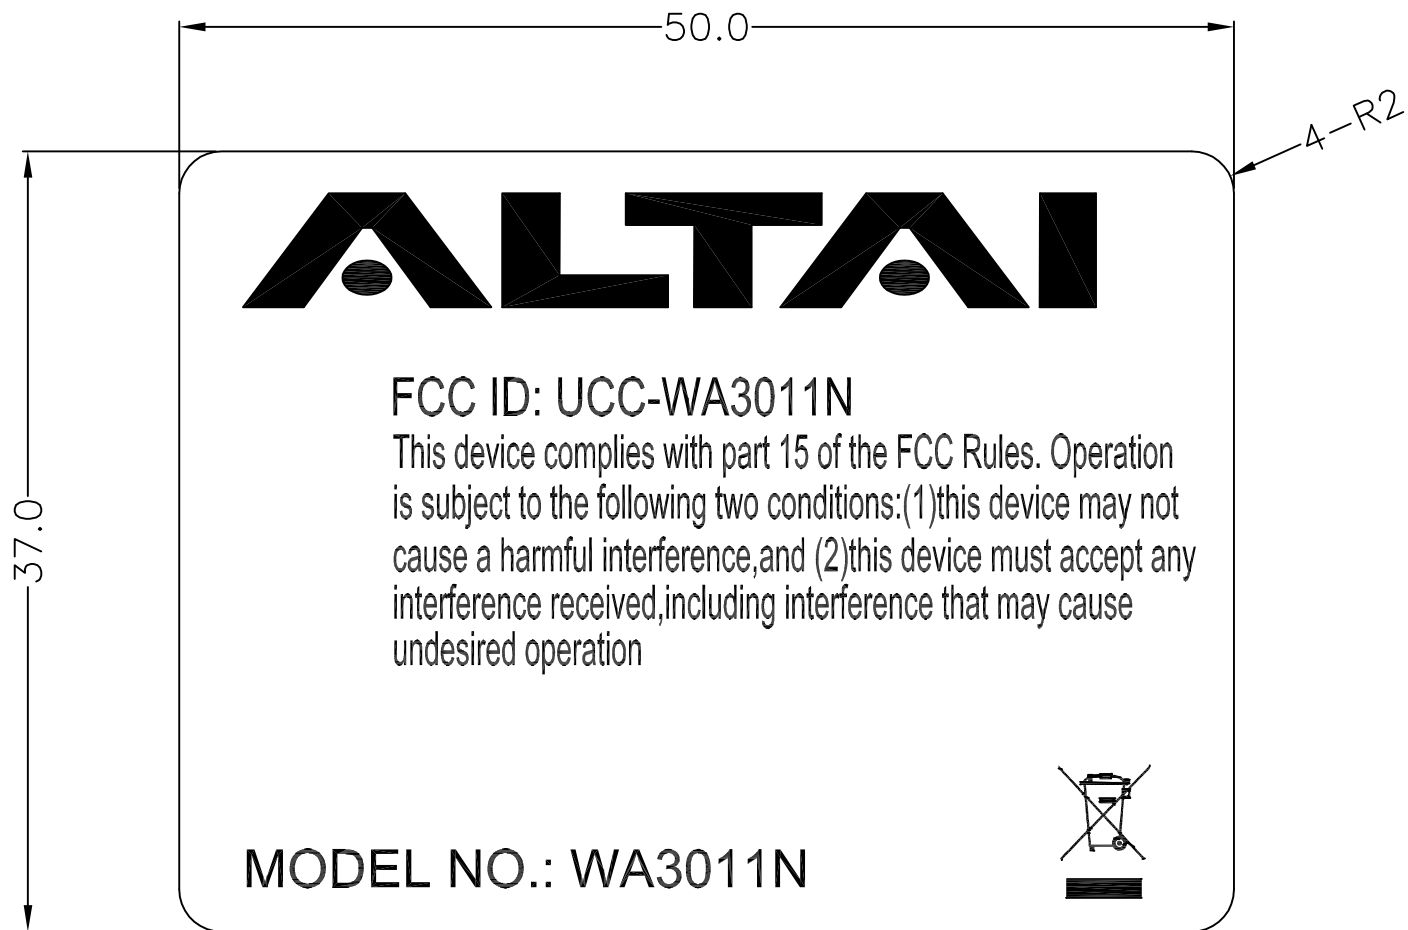 50.0
4-R2
37.0
ALTAI
FCC ID: UCC-WA3011N
This device complies with part 15 of the FCC Rules. Operation
is subject to the following two conditions:(1)this device may not
cause a harmful interference,and (2)this device must accept any
interference received,including interference that may cause
undesired operation
MODEL NO.: WA3011N